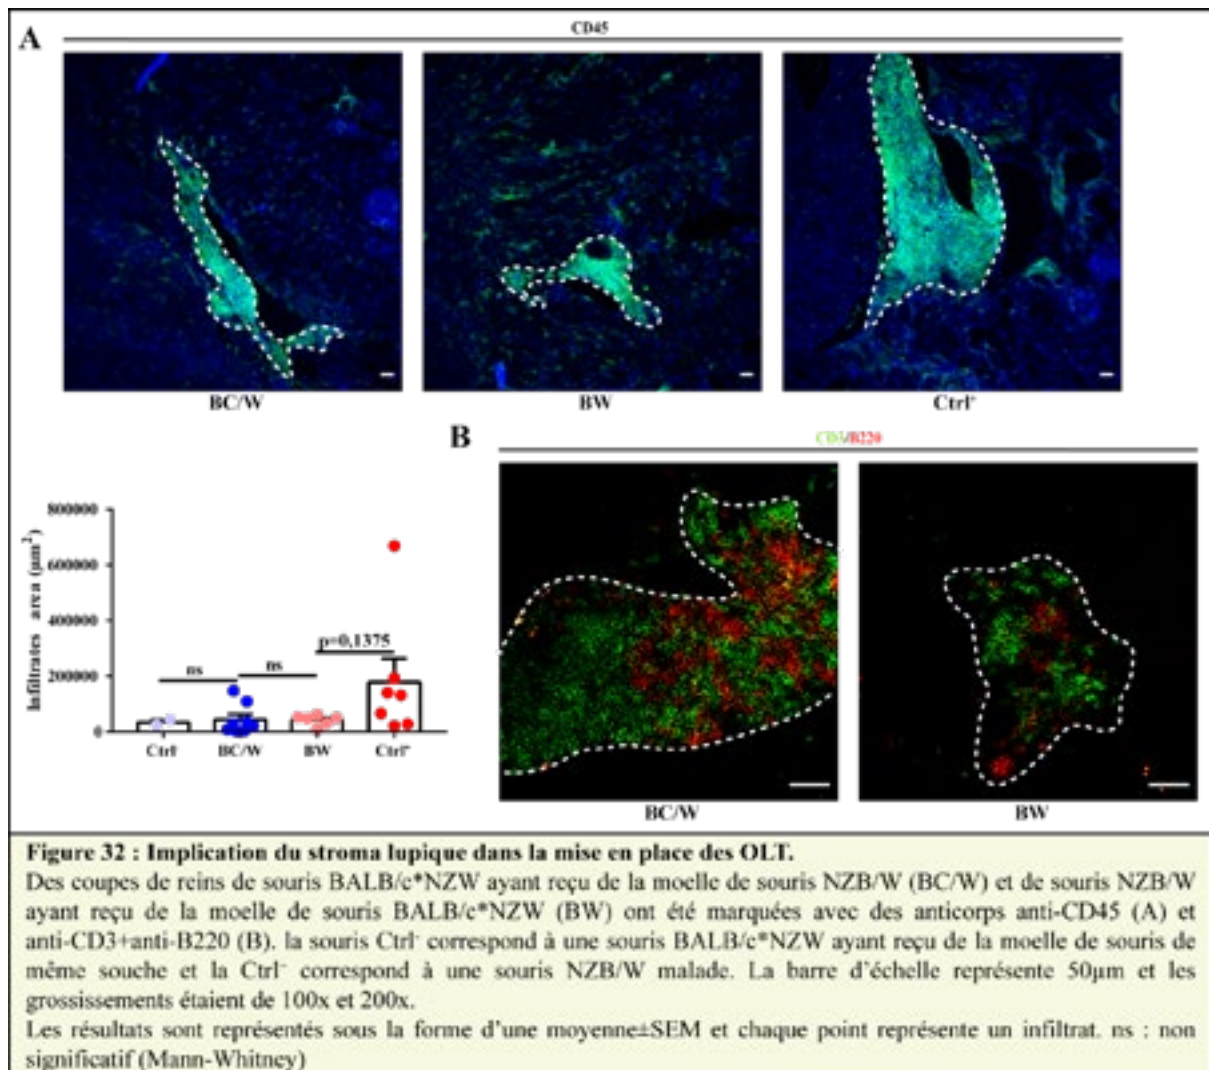 A
CD45
BC/W
BW
Ctrl⁺
B
CD3/B220
Infiltrates area (µm²)
800000
600000
400000
200000
0
ns
ns
p=0,1375
Ctrl
BC/W
BW
Ctrl⁺
BC/W
BW
Figure 32 : Implication du stroma lupique dans la mise en place des OLT.
Des coupes de reins de souris BALB/c*NZW ayant reçu de la moelle de souris NZB/W (BC/W) et de souris NZB/W
ayant reçu de la moelle de souris BALB/c*NZW (BW) ont été marquées avec des anticorps anti-CD45 (A) et
anti-CD3+anti-B220 (B). la souris Ctrl⁻ correspond à une souris BALB/c*NZW ayant reçu de la moelle de souris de
même souche et la Ctrl⁻ correspond à une souris NZB/W malade. La barre d'échelle représente 50µm et les
grossissements étaient de 100x et 200x.
Les résultats sont représentés sous la forme d'une moyenne±SEM et chaque point représente un infiltrat. ns : non
significatif (Mann-Whitney)